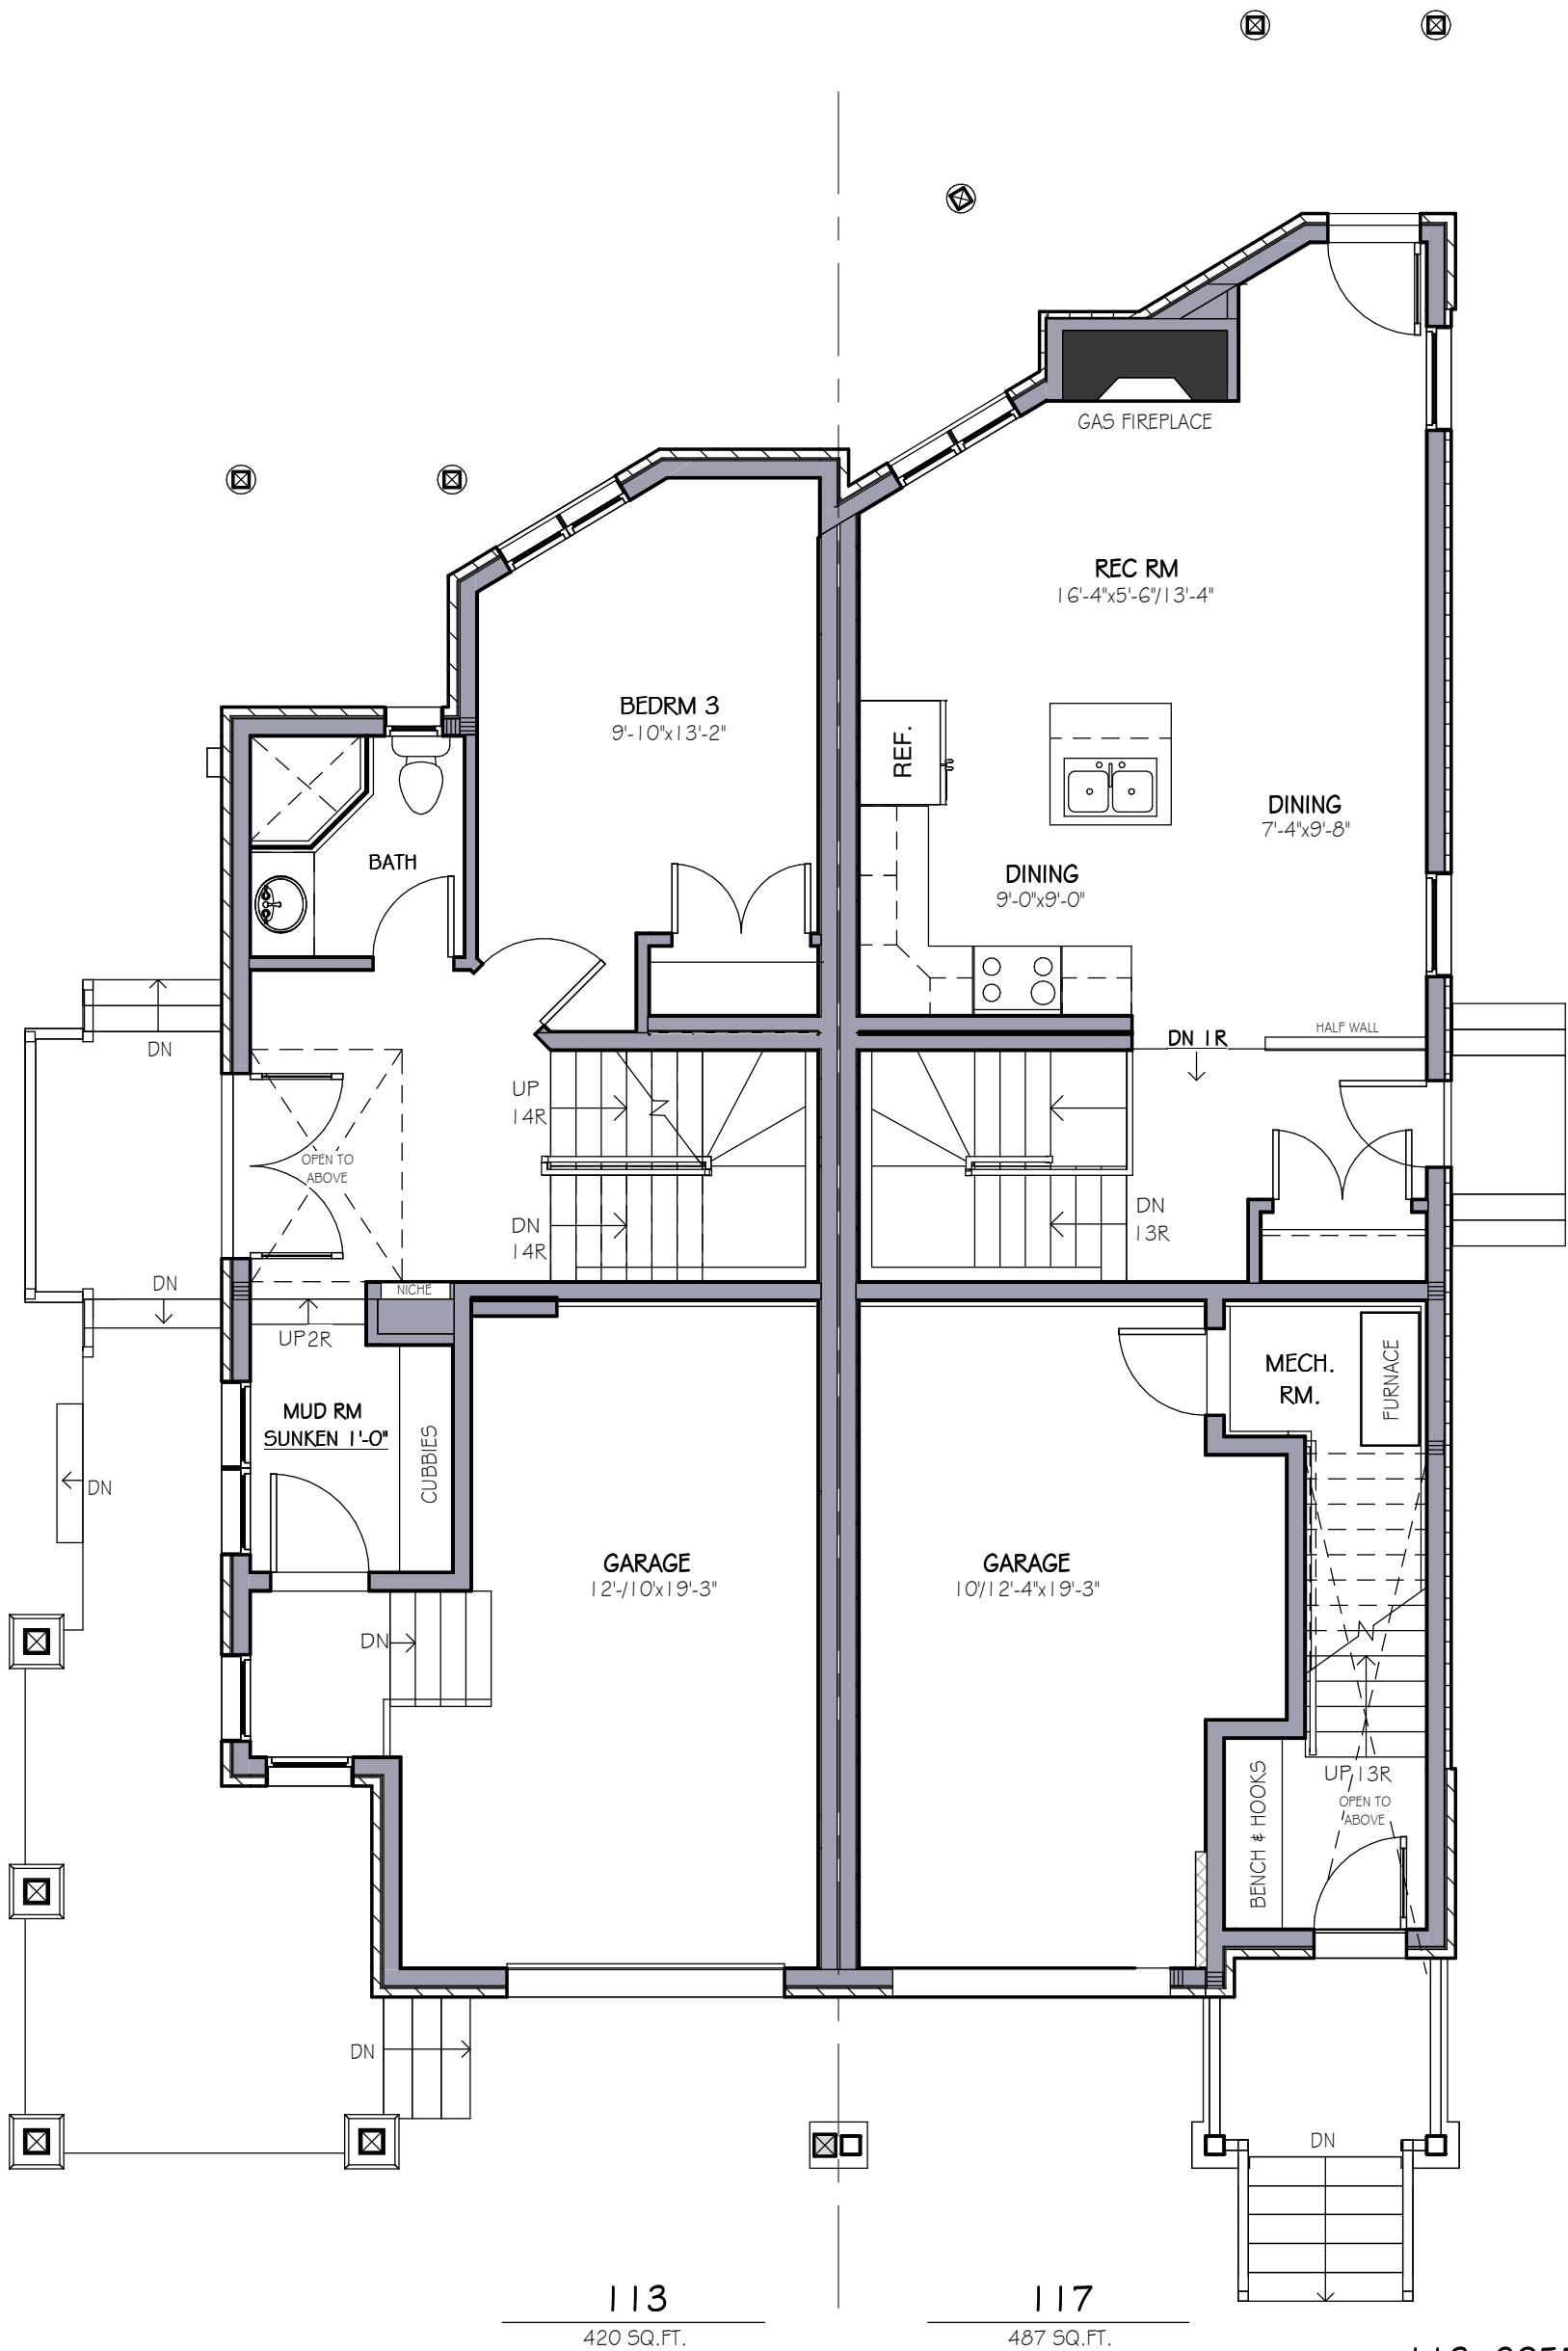 GAS FIREPLACE
REC RM
16'-4"x5'-6"/13'-4"
BEDRM 3
9'-10"x13'-2"
REF.
DINING
7'-4"x9'-8"
BATH
DINING
9'-0"x9'-0"
DN
HALF WALL
DN 1R
UP
14R
OPEN TO
ABOVE
DN
14R
DN
13R
DN
NICHE
UP2R
MECH.
RM.
FURNACE
MUD RM
SUNKEN 1'-0"
CUBBIES
DN
GARAGE
12'-/10'x19'-3"
GARAGE
10'/12'-4"x19'-3"
DN
UP 13R
OPEN TO
ABOVE
BENCH & HOOKS
DN
DN
113
420 SQ.FT.
117
487 SQ.FT.